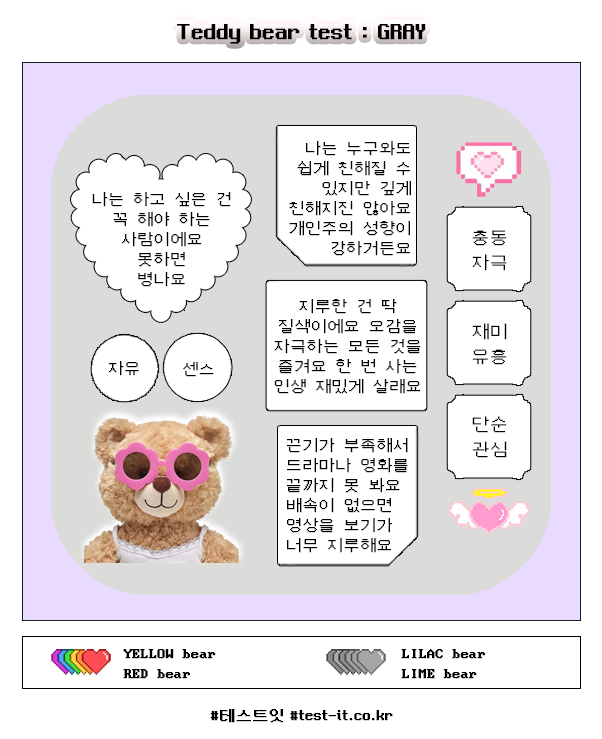 Teddy bear test : GRAY
나는 하고 싶은 건
꼭 해야 하는
사람이에요
못하면
병나요
자유
센스
나는 누구와도
쉽게 친해질 수
있지만 깊게
친해지진 않아요
개인주의 성향이
강하거든요
지루한 건 딱
질색이에요 오감을
자극하는 모든 것을
즐겨요 한 번 사는
인생 재밌게 살래요
끈기가 부족해서
드라마나 영화를
끝까지 못 봐요
배속이 없으면
영상을 보기가
너무 지루해요
충동
자극
재미
유흥
단순
관심
YELLOW bear
RED bear
LILAC bear
LIME bear
#테스트잇 #test-it.co.kr